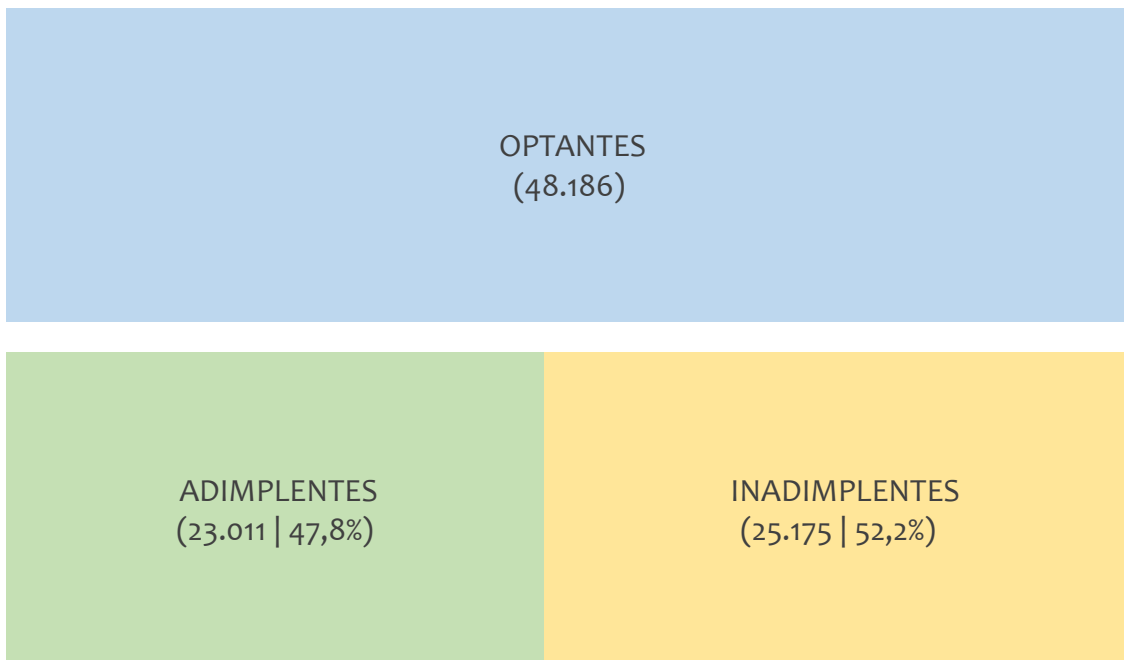 OPTANTES
(48.186)
ADIMPLENTES
(23.011 | 47,8%)
INADIMPLENTES
(25.175 | 52,2%)